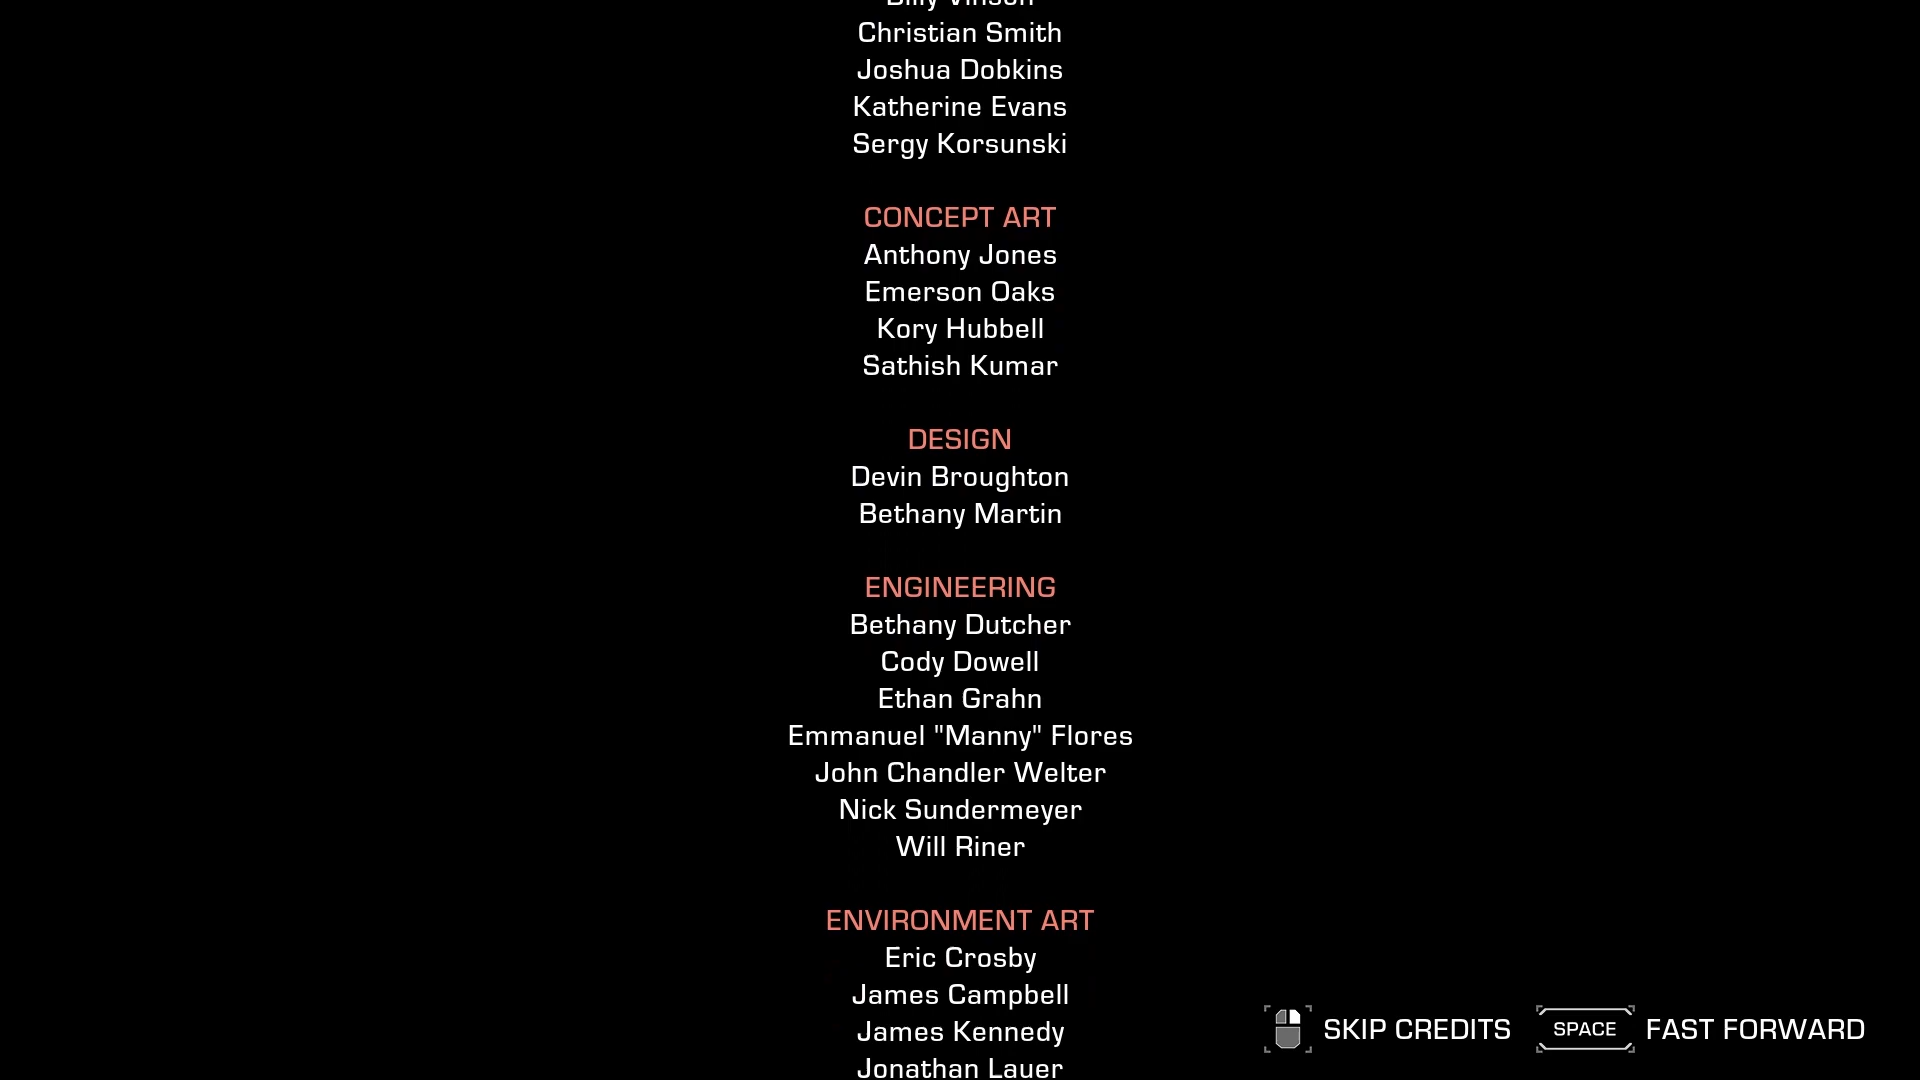 Billy Vinson
Christian Smith
Joshua Dobkins
Katherine Evans
Sergy Korsunski
CONCEPT ART
Anthony Jones
Emerson Oaks
Kory Hubbell
Sathish Kumar
DESIGN
Devin Broughton
Bethany Martin
ENGINEERING
Bethany Dutcher
Cody Dowell
Ethan Grahn
Emmanuel "Manny" Flores
John Chandler Welter
Nick Sundermeyer
Will Riner
ENVIRONMENT ART
Eric Crosby
James Campbell
James Kennedy
Jonathan Lauer
SKIP CREDITS
SPACE
FAST FORWARD